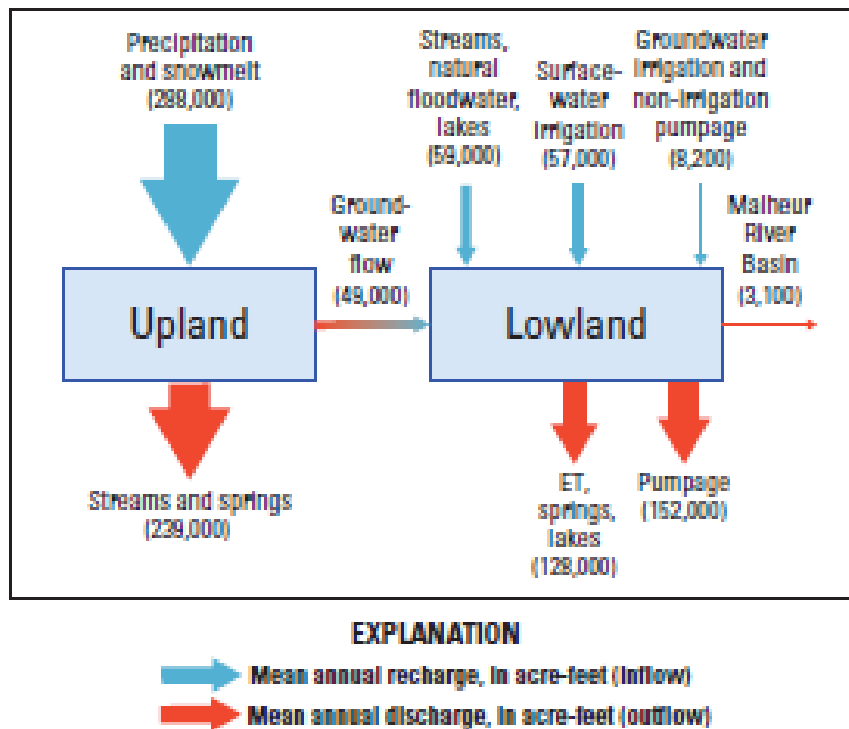 Precipitation
and snowmelt
(288,000)
Streams,
natural
floodwater,
lakes
(59,000)
Surface-
water
irrigation
(57,000)
Groundwater
irrigation and
non-irrigation
pumpage
(8,200)
Ground-
water
flow
(49,000)
Malheur
River
Basin
(3,100)
Upland
Lowland
Streams and springs
(239,000)
ET,
springs,
lakes
(128,000)
Pumpage
(152,000)
EXPLANATION
Mean annual recharge, in acre-feet (inflow)
Mean annual discharge, in acre-feet (outflow)